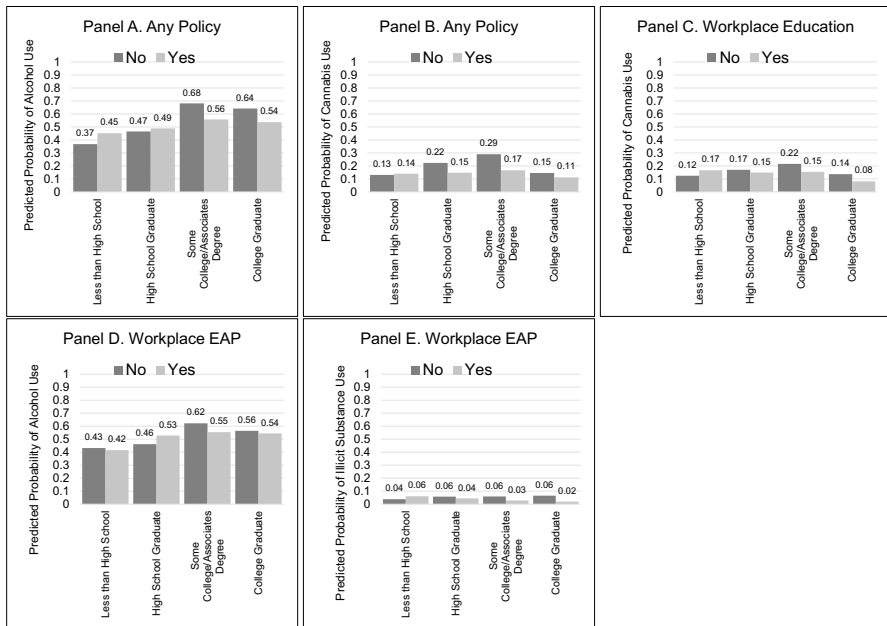 Panel A. Any Policy
No Yes
Predicted Probability of Alcohol Use
1
0.9
0.8
0.7
0.6
0.5
0.4
0.3
0.2
0.1
0
0.37 0.45 0.47 0.49 0.68 0.56 0.64 0.54
Less than High School
High School Graduate
Some
College/Associates
Degree
College Graduate
Panel B. Any Policy
No Yes
Predicted Probability of Cannabis Use
1
0.9
0.8
0.7
0.6
0.5
0.4
0.3
0.2
0.1
0
0.13 0.14 0.22 0.15 0.29 0.17 0.15 0.11
Less than High School
High School Graduate
Some
College/Associates
Degree
College Graduate
Panel C. Workplace Education
No Yes
Predicted Probability of Cannabis Use
1
0.9
0.8
0.7
0.6
0.5
0.4
0.3
0.2
0.1
0
0.12 0.17 0.17 0.15 0.22 0.15 0.14 0.08
Less than High School
High School Graduate
Some
College/Associates
Degree
College Graduate
Panel D. Workplace EAP
No Yes
Predicted Probability of Alcohol Use
1
0.9
0.8
0.7
0.6
0.5
0.4
0.3
0.2
0.1
0
0.43 0.42 0.46 0.53 0.62 0.55 0.56 0.54
Less than High School
High School Graduate
Some
College/Associates
Degree
College Graduate
Panel E. Workplace EAP
No Yes
Predicted Probability of Illicit Substance Use
1
0.9
0.8
0.7
0.6
0.5
0.4
0.3
0.2
0.1
0
0.04 0.06 0.06 0.04 0.06 0.03 0.06 0.02
Less than High School
High School Graduate
Some
College/Associates
Degree
College Graduate